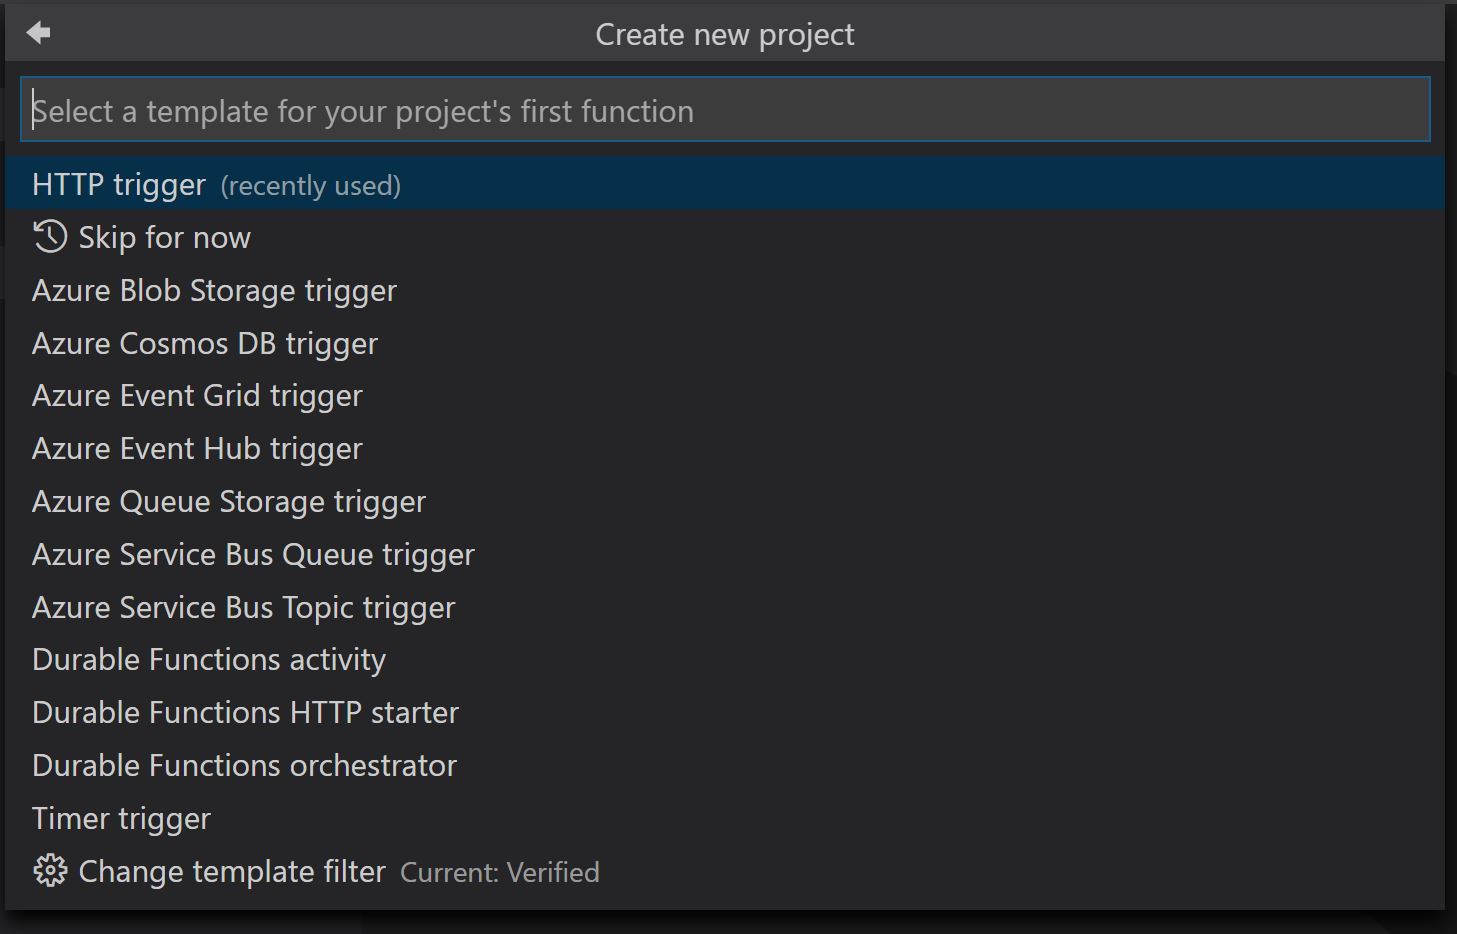 Create new project
Select a template for your project's first function
HTTP trigger (recently used)
Skip for now
Azure Blob Storage trigger
Azure Cosmos DB trigger
Azure Event Grid trigger
Azure Event Hub trigger
Azure Queue Storage trigger
Azure Service Bus Queue trigger
Azure Service Bus Topic trigger
Durable Functions activity
Durable Functions HTTP starter
Durable Functions orchestrator
Timer trigger
Change template filter Current: Verified